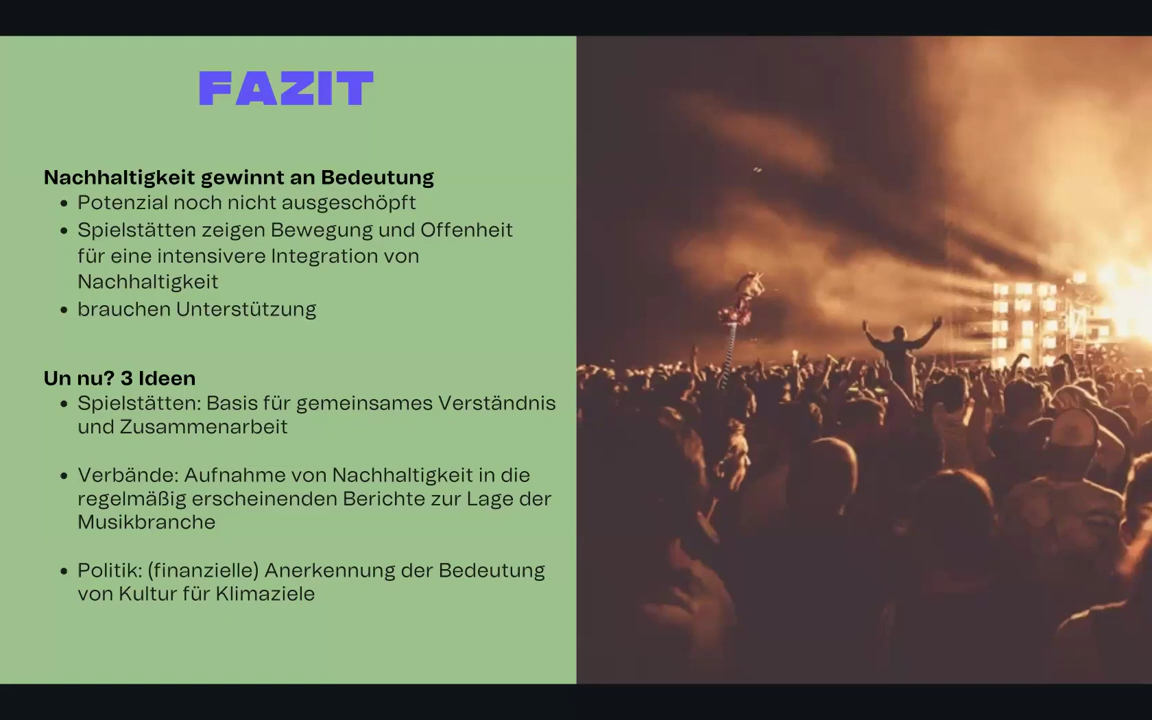 FAZIT
Nachhaltigkeit gewinnt an Bedeutung
• Potenzial noch nicht ausgeschöpft
• Spielstätten zeigen Bewegung und Offenheit
für eine intensivere Integration von
Nachhaltigkeit
• brauchen Unterstützung
Un nu? 3 Ideen
• Spielstätten: Basis für gemeinsames Verständnis
und Zusammenarbeit
• Verbände: Aufnahme von Nachhaltigkeit in die
regelmäßig erscheinenden Berichte zur Lage der
Musikbranche
• Politik: (finanzielle) Anerkennung der Bedeutung
von Kultur für Klimaziele